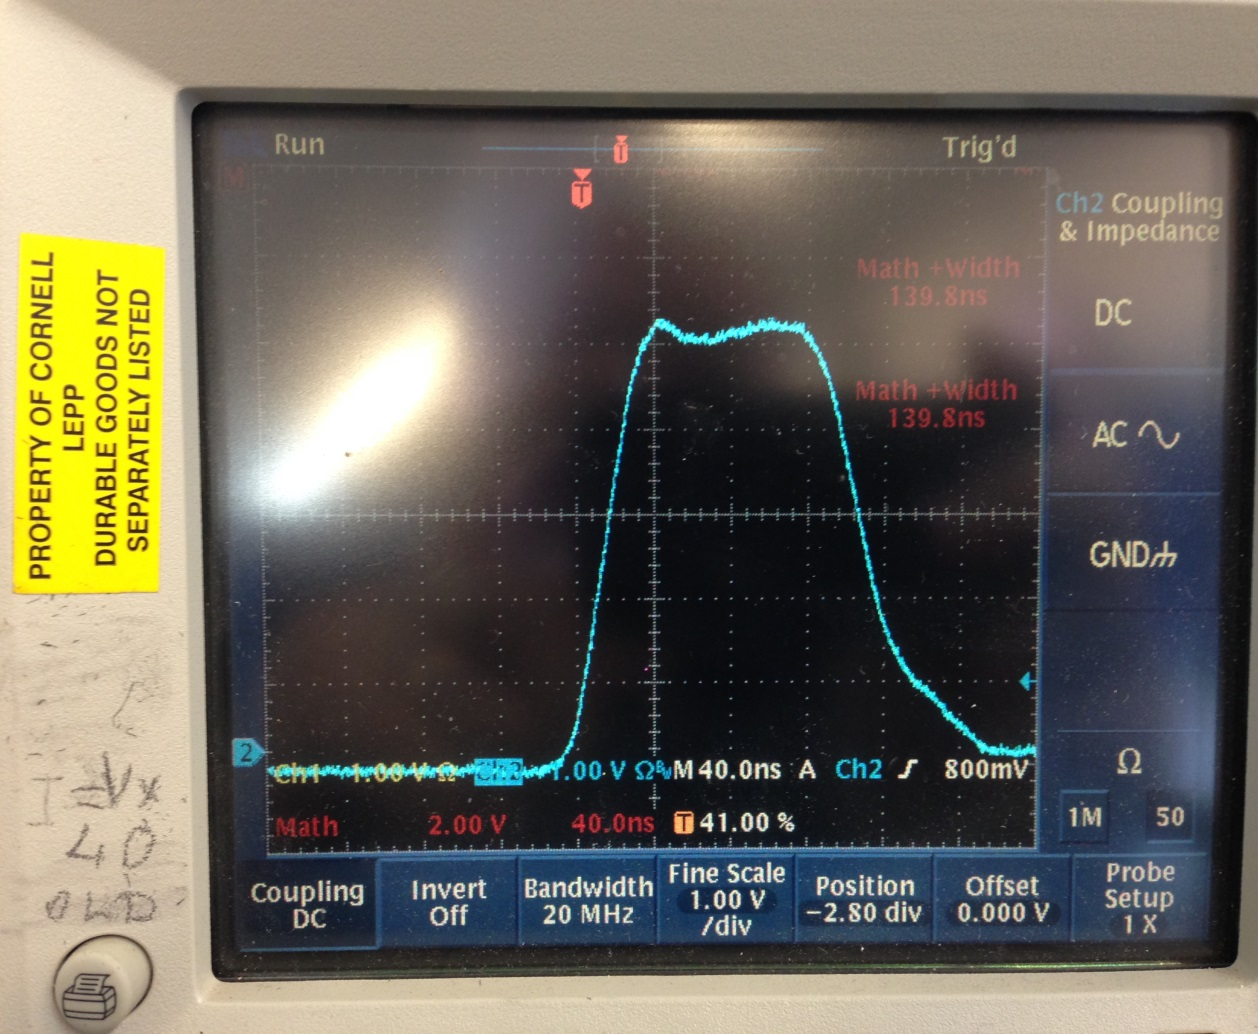 Run
Trig'd
M
T
T
Ch2 Coupling
& Impedance
Math +Width
139.8ns
DC
Math +Width
139.8ns
AC
GND
PROPERTY OF CORNELL
LEPP
DURABLE GOODS NOT
SEPARATELY LISTED
2
Ch1 1.00 V Ω Ch2 1.00 V ΩBW M 40.0ns A Ch2 800mV
Ω
Math 2.00 V 40.0ns T 41.00 %
1M 50
Coupling
DC
Invert
Off
Bandwidth
20 MHz
Fine Scale
1.00 V
/div
Position
−2.80 div
Offset
0.000 V
Probe
Setup
1 X